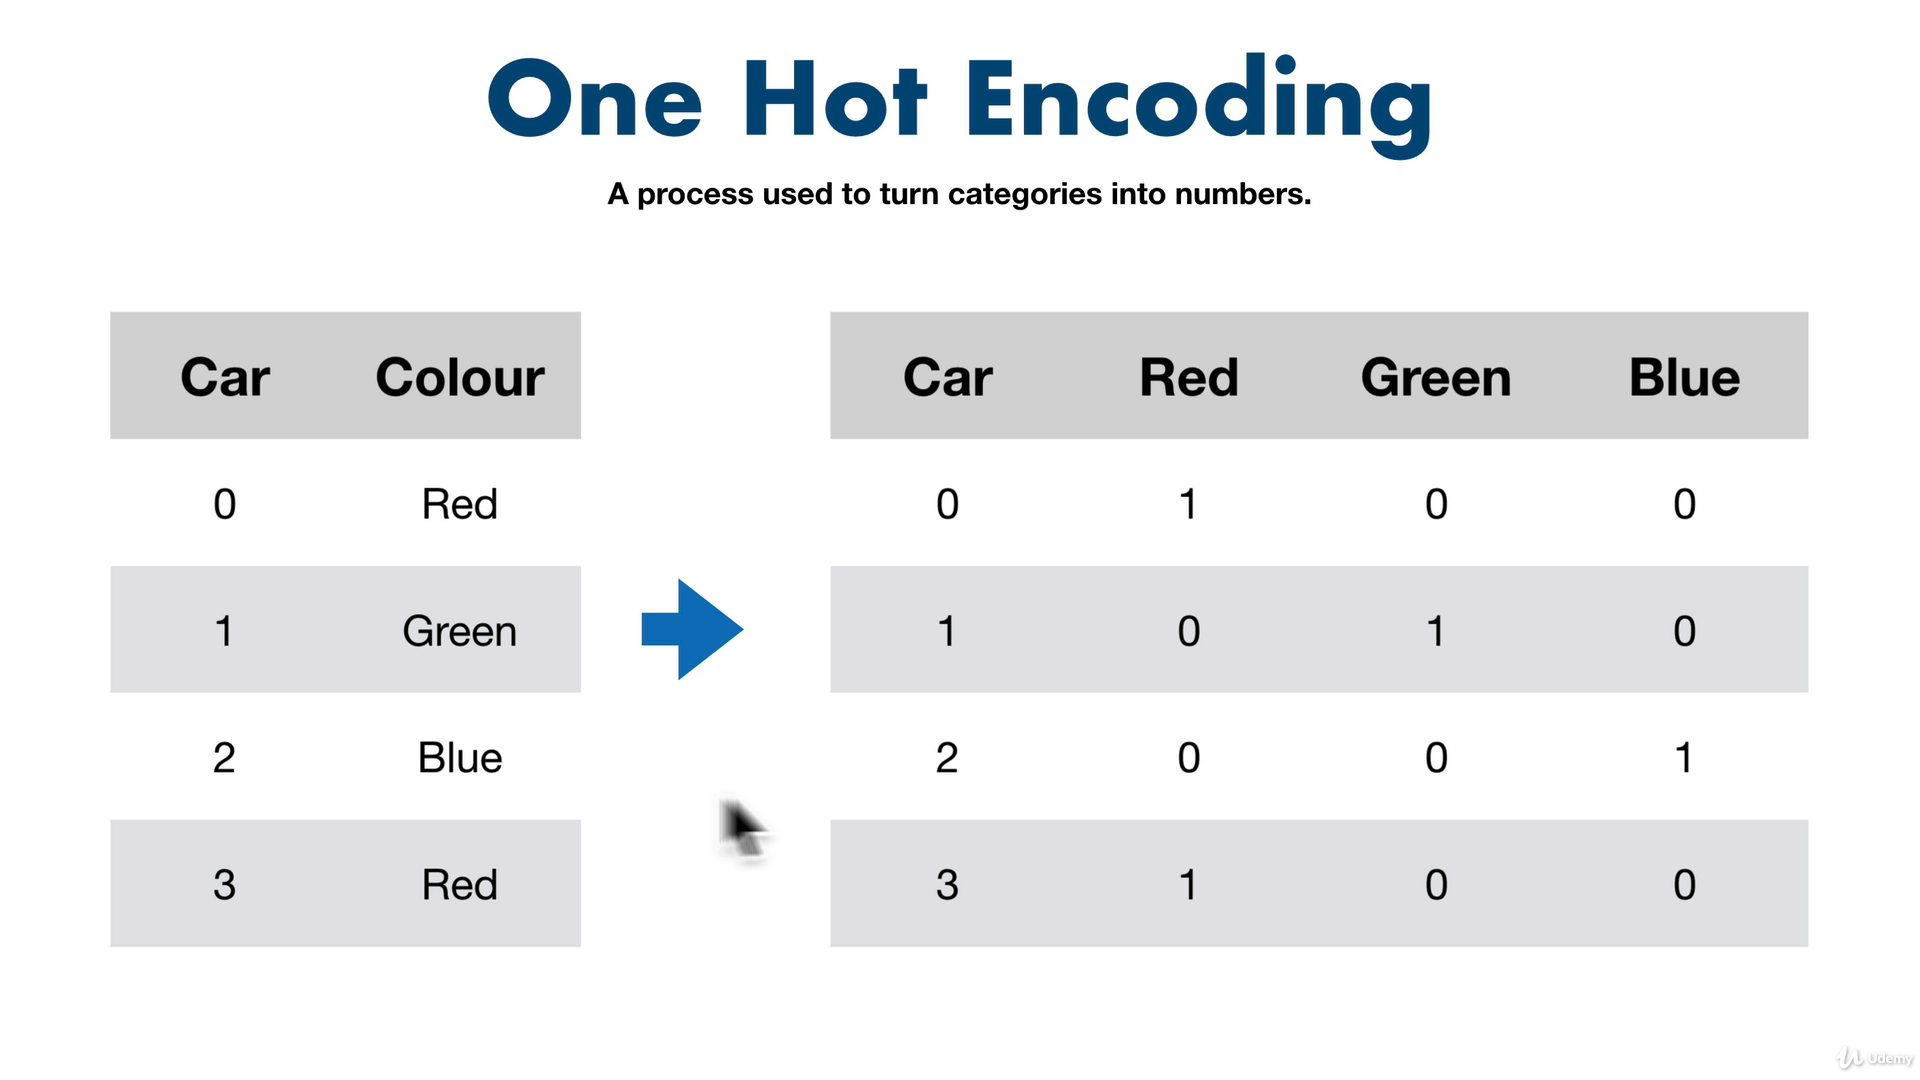 One Hot Encoding
A process used to turn categories into numbers.
Car Colour
0 Red
1 Green
2 Blue
3 Red
Car Red Green Blue
0 1 0 0
1 0 1 0
2 0 0 1
3 1 0 0
Udemy